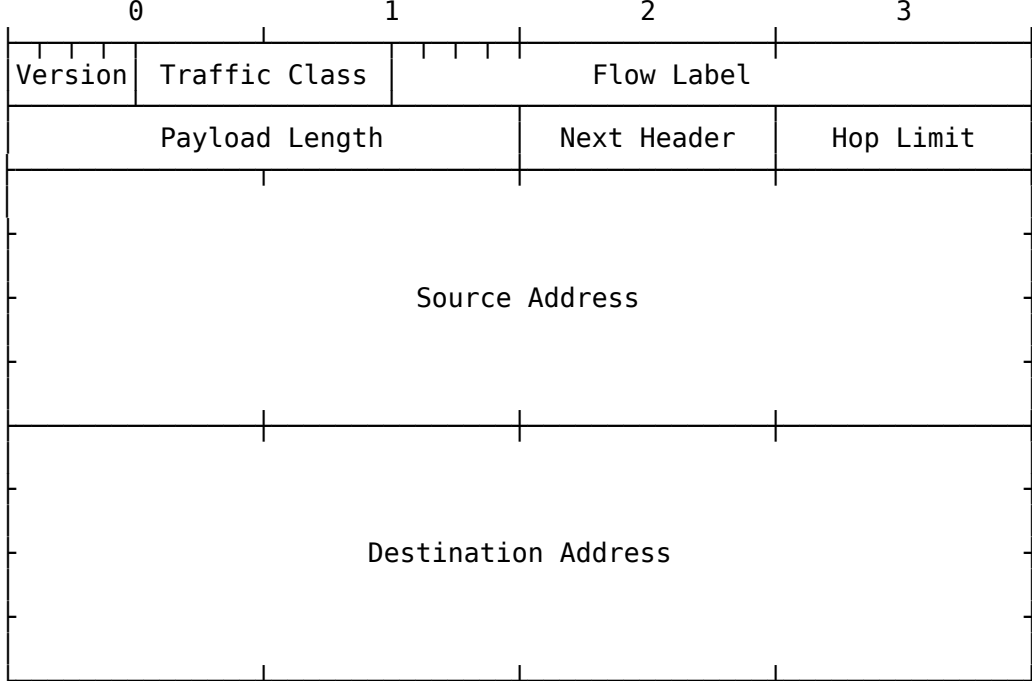 0 1 2 3
Version Traffic Class Flow Label
Payload Length Next Header Hop Limit
Source Address
Destination Address